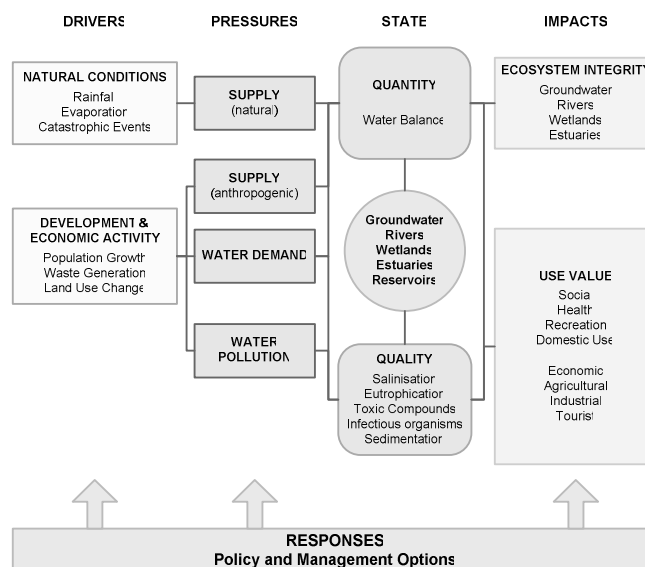 DRIVERS PRESSURES STATE IMPACTS
NATURAL CONDITIONS
Rainfal
Evaporation
Catastrophic Events
SUPPLY
(natural)
QUANTITY
Water Balance
ECOSYSTEM INTEGRITY
Groundwater
Rivers
Wetlands
Estuaries
SUPPLY
(anthropogenic)
DEVELOPMENT &
ECONOMIC ACTIVITY
Population Growth
Waste Generation
Land Use Change
WATER DEMAND
WATER
POLLUTION
Groundwater
Rivers
Wetlands
Estuaries
Reservoirs
QUALITY
Salinisation
Eutrophication
Toxic Compounds
Infectious organisms
Sedimentation
USE VALUE
Social
Health
Recreation
Domestic Use
Economic
Agricultural
Industrial
Tourist
RESPONSES
Policy and Management Options